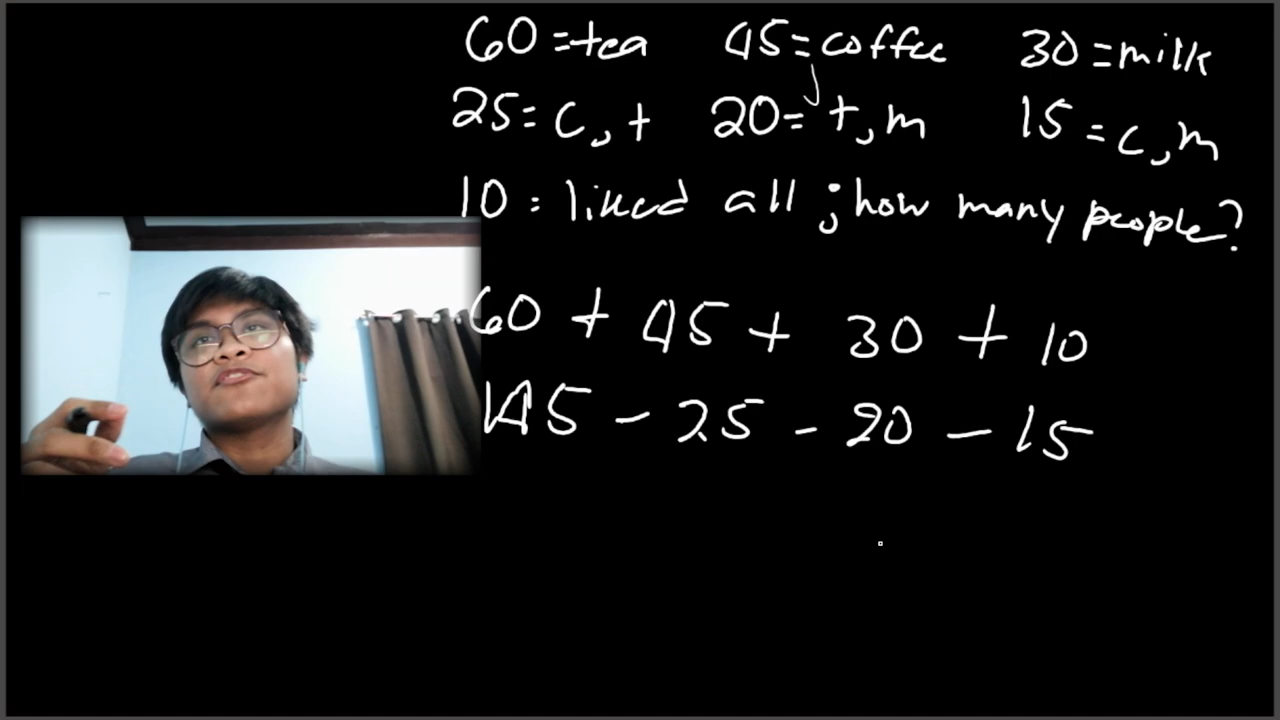 60 = tea 45 = coffee 30 = milk
25 = c, t 20 = t, m 15 = c, m
10 = liked all ; how many people?
60 + 45 + 30 + 10
145 - 25 - 20 - 15